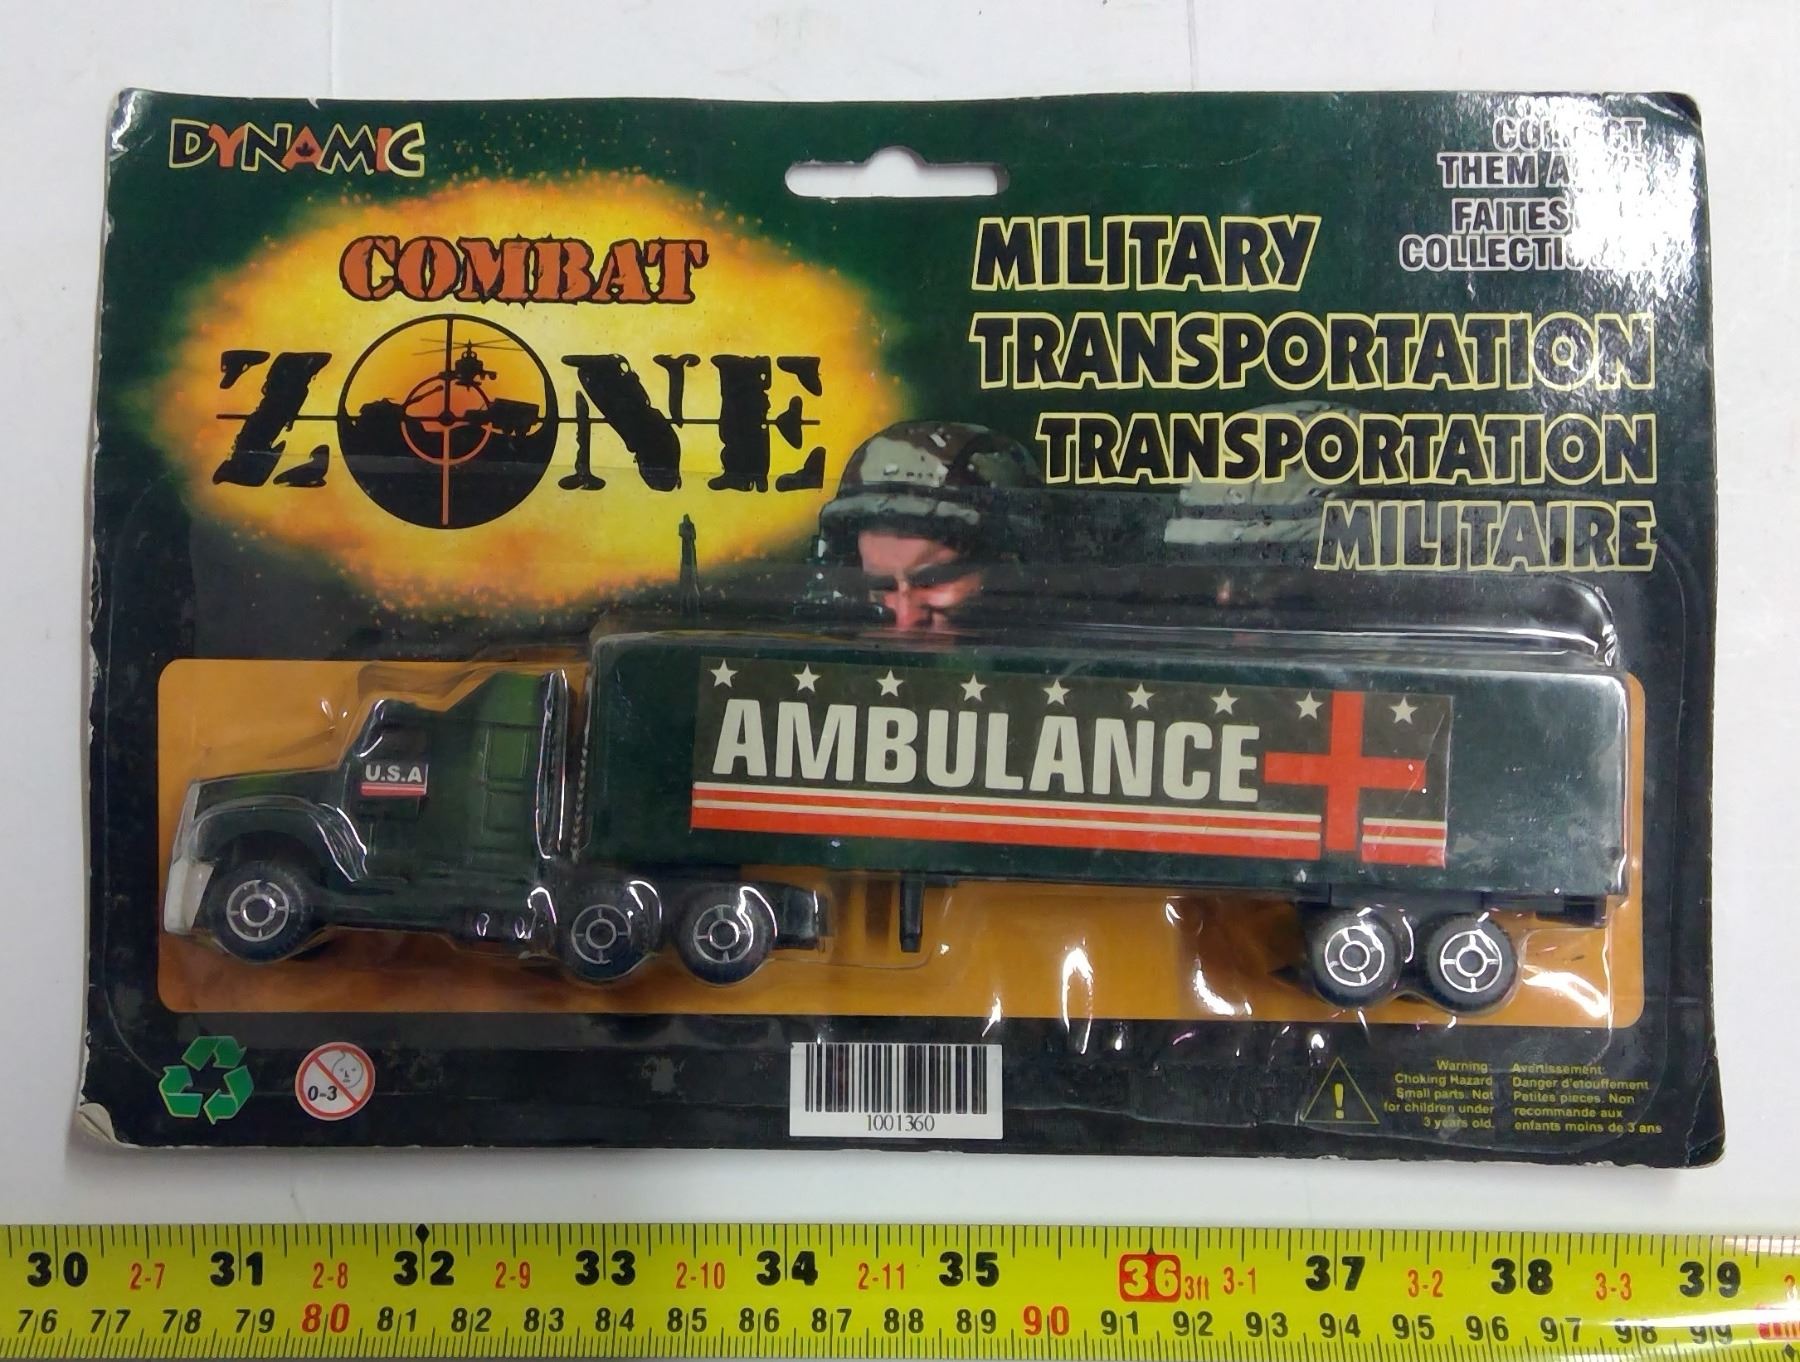 DYNAMIC
COMBAT
ZONE
THEM
FAITES
MILITARY
TRANSPORTATION
TRANSPORTATION
MILITAIRE
U.S.A
AMBULANCE
0-3
1001360
!
Warning:
Choking Hazard
Small parts. Not
for children under
3 years old.
Avertissement:
Danger d'etouffement
Petites pieces. Non
recommande aux
enfants moins de 3 ans
30 2-7 31 2-8 32 2-9 33 2-10 34 2-11 35 36 3ft 3-1 37 3-2 38 3-3 39
76 77 78 79 80 81 82 83 84 85 86 87 88 89 90 91 92 93 94 95 96 97 98 99